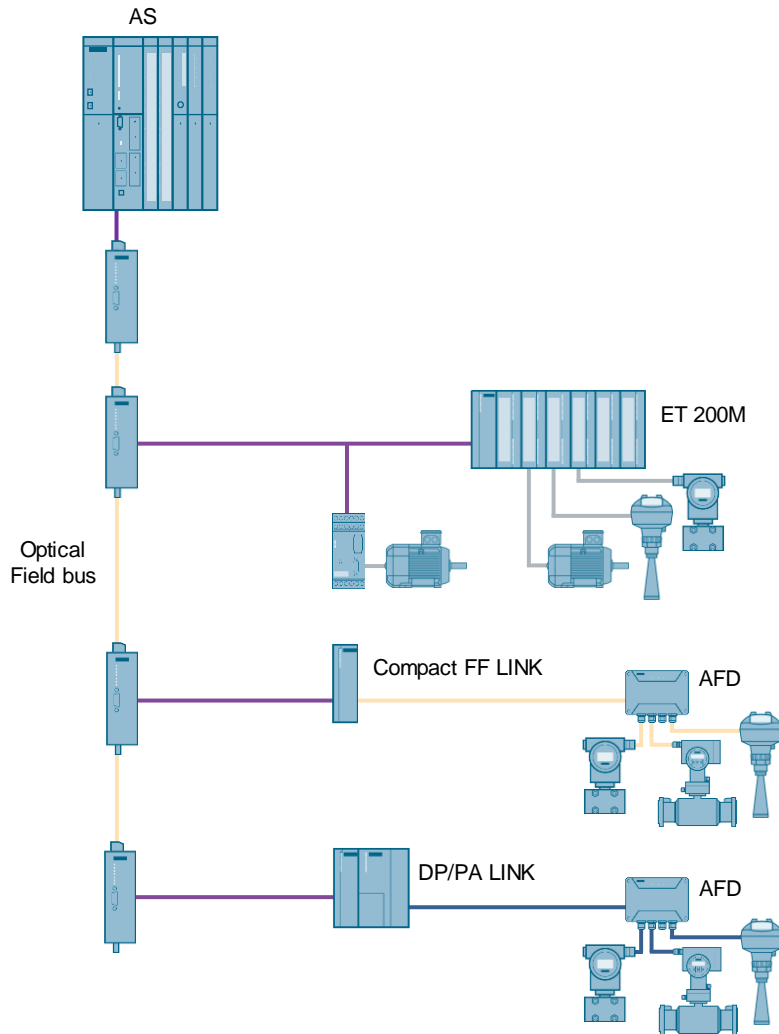 AS
ET 200M
Optical
Field bus
Compact FF LINK
AFD
DP/PA LINK
AFD